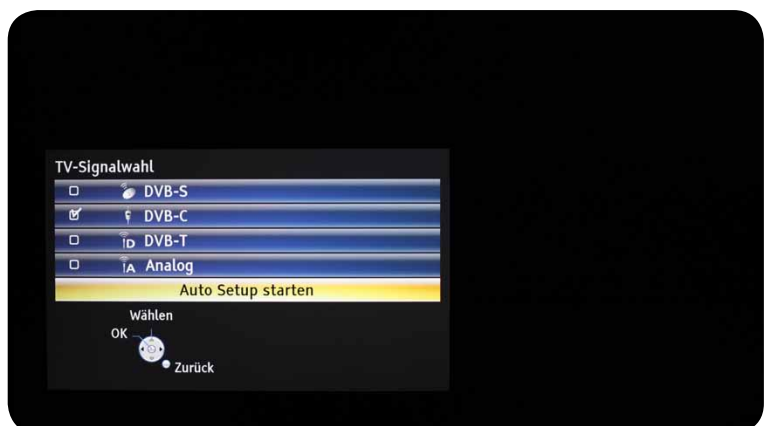 TV-Signalwahl
DVB-S
DVB-C
D DVB-T
A Analog
Auto Setup starten
Wählen
OK
Zurück